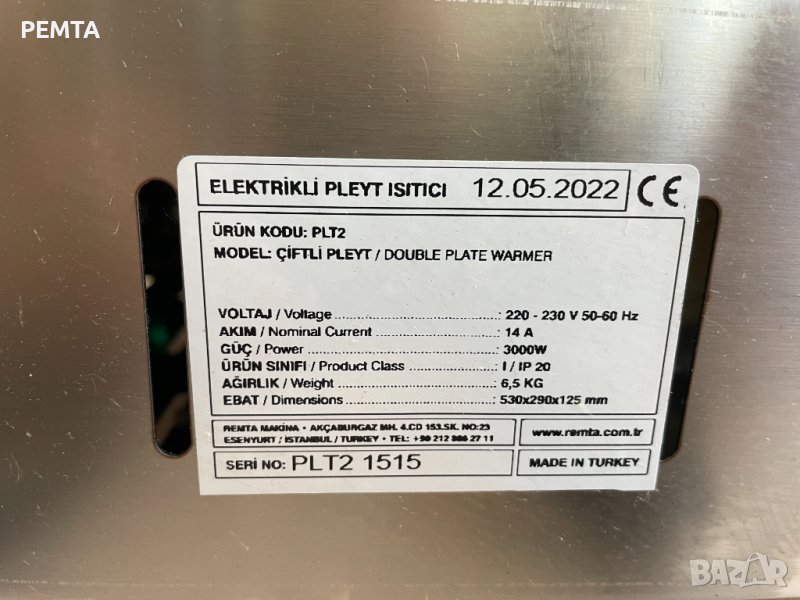 PEMTA
ELEKTRİKLİ PLEYT ISITICI 12.05.2022 CE
ÜRÜN KODU: PLT2
MODEL: ÇİFTLİ PLEYT / DOUBLE PLATE WARMER
VOLTAJ / Voltage : 220 - 230 V 50-60 Hz
AKIM / Nominal Current : 14 A
GÜÇ / Power : 3000W
ÜRÜN SINIFI / Product Class : I / IP 20
AĞIRLIK / Weight : 6,5 KG
EBAT / Dimensions : 530x290x125 mm
REMTA MAKİNA • AKÇABURGAZ MH. 4.CD 153.SK. NO:23
ESENYURT / İSTANBUL / TURKEY • TEL: +90 212 886 27 11
www.remta.com.tr
SERİ NO: PLT2 1515
MADE IN TURKEY
BAZAR